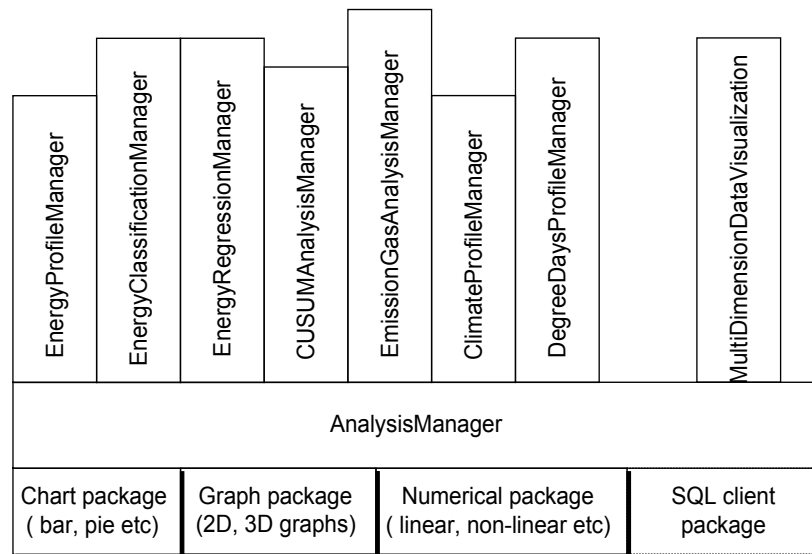 EnergyProfileManager
EnergyClassificationManager
EnergyRegressionManager
CUSUMAnalysisManager
EmissionGasAnalysisManager
ClimateProfileManager
DegreeDaysProfileManager
MultiDimensionDataVisualization
AnalysisManager
Chart package
( bar, pie etc)
Graph package
(2D, 3D graphs)
Numerical package
( linear, non-linear etc)
SQL client
package